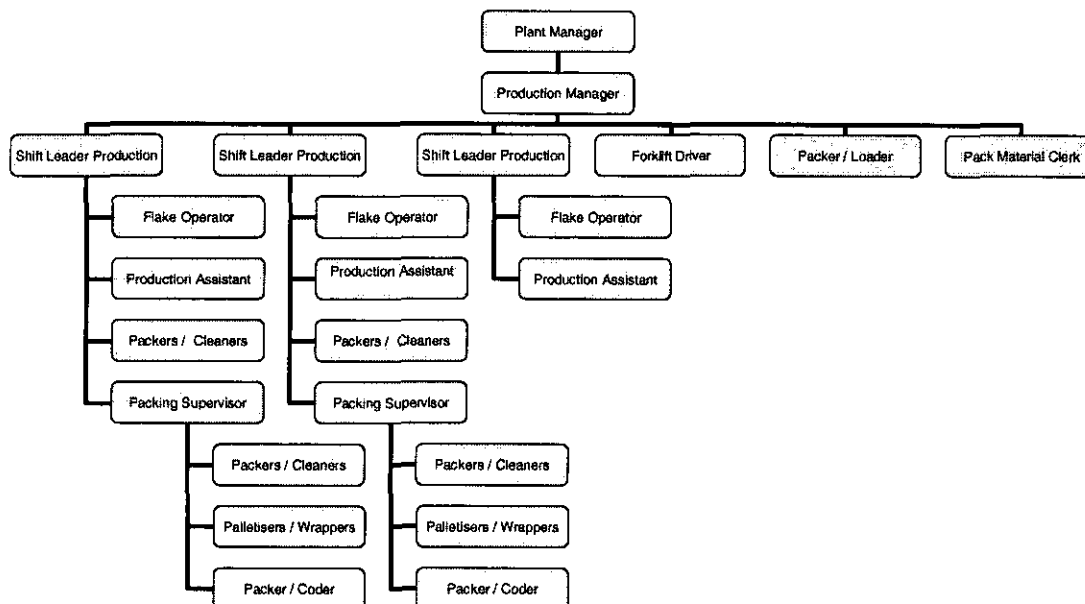 Plant Manager
Production Manager
Shift Leader Production
Shift Leader Production
Shift Leader Production
Forklift Driver
Packer / Loader
Pack Material Clerk
Flake Operator
Flake Operator
Flake Operator
Production Assistant
Production Assistant
Production Assistant
Packers / Cleaners
Packers / Cleaners
Packing Supervisor
Packing Supervisor
Packers / Cleaners
Packers / Cleaners
Palletisers / Wrappers
Palletisers / Wrappers
Packer / Coder
Packer / Coder